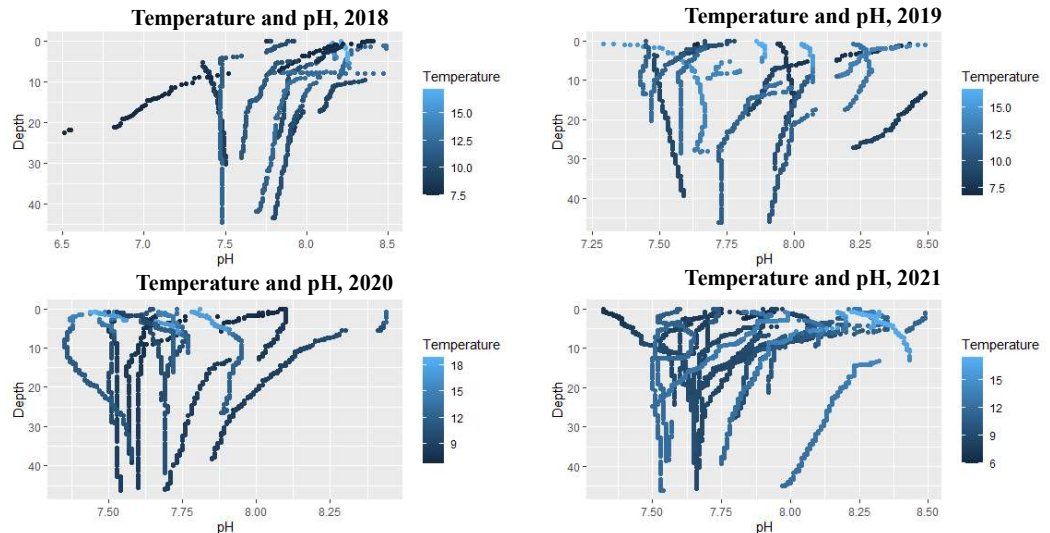 Temperature and pH, 2018
0
10
20
30
40
Depth
6.5 7.0 7.5 8.0 8.5
pH
Temperature
15.0
12.5
10.0
7.5
Temperature and pH, 2019
0
10
20
30
40
Depth
7.25 7.50 7.75 8.00 8.25 8.50
pH
Temperature
15.0
12.5
10.0
7.5
Temperature and pH, 2020
0
10
20
30
40
Depth
7.50 7.75 8.00 8.25
pH
Temperature
18
15
12
9
Temperature and pH, 2021
0
10
20
30
40
Depth
7.50 7.75 8.00 8.25 8.50
pH
Temperature
15
12
9
6